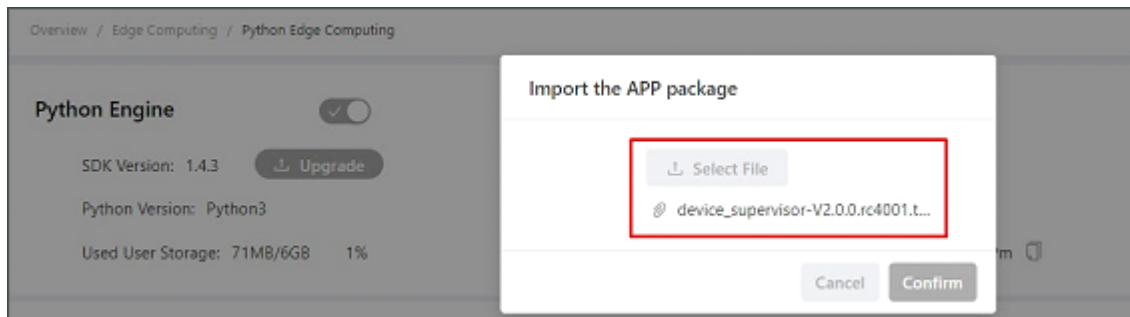 Overview / Edge Computing / Python Edge Computing
Import the APP package
Python Engine
Select File
SDK Version: 1.4.3 Upgrade
device_supervisor-V2.0.0.rc4001.t...
Python Version: Python3
Used User Storage: 71MB/6GB 1%
Cancel Confirm